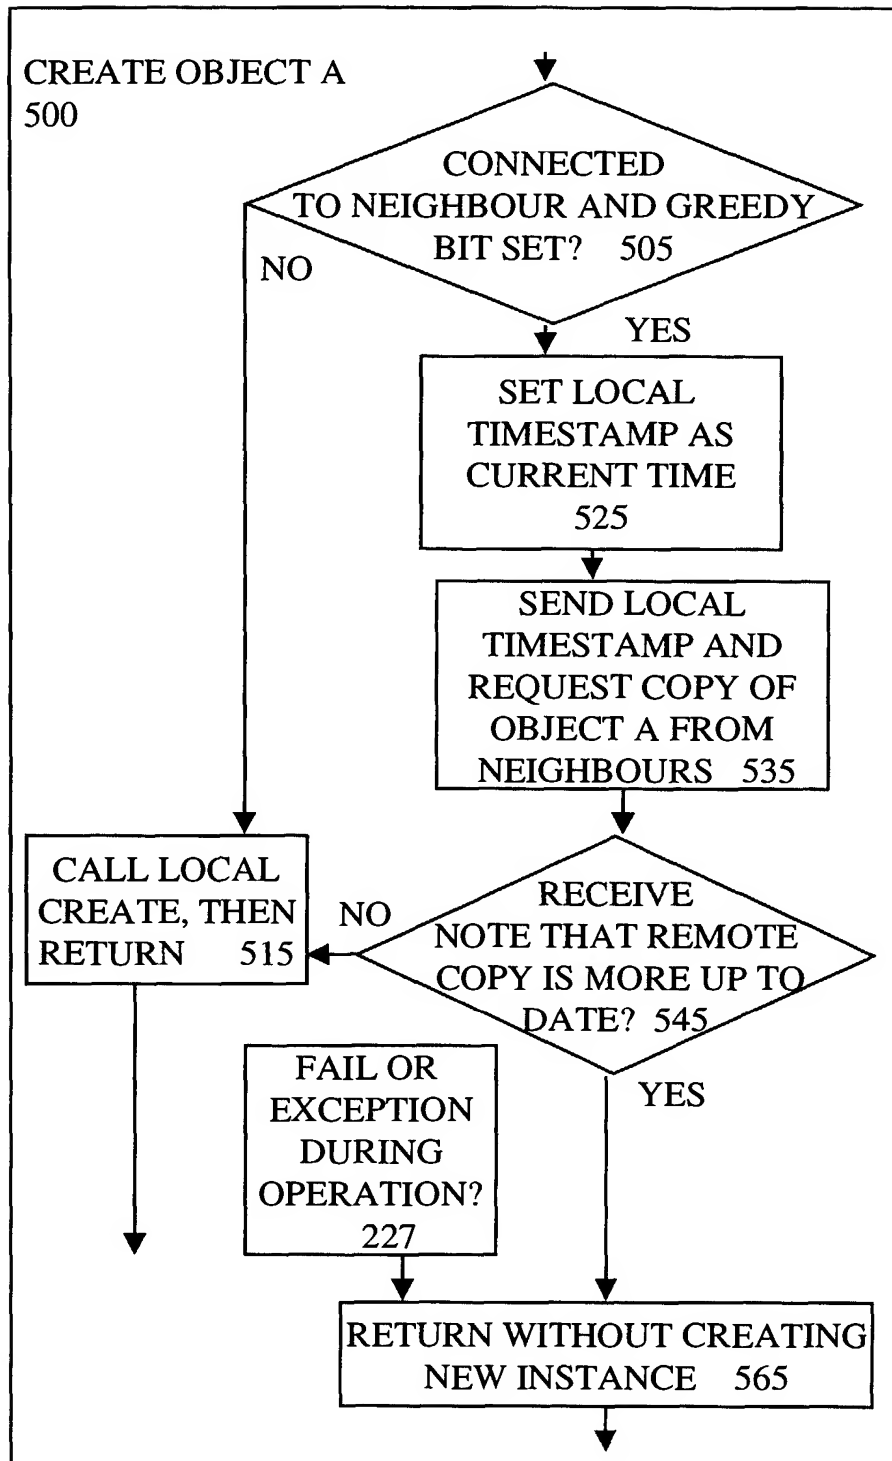 CREATE OBJECT A
500
CONNECTED
TO NEIGHBOUR AND GREEDY
BIT SET? 505
NO
YES
SET LOCAL
TIMESTAMP AS
CURRENT TIME
525
SEND LOCAL
TIMESTAMP AND
REQUEST COPY OF
OBJECT A FROM
NEIGHBOURS 535
CALL LOCAL
CREATE, THEN
RETURN 515
NO
RECEIVE
NOTE THAT REMOTE
COPY IS MORE UP TO
DATE? 545
YES
FAIL OR
EXCEPTION
DURING
OPERATION?
227
RETURN WITHOUT CREATING
NEW INSTANCE 565